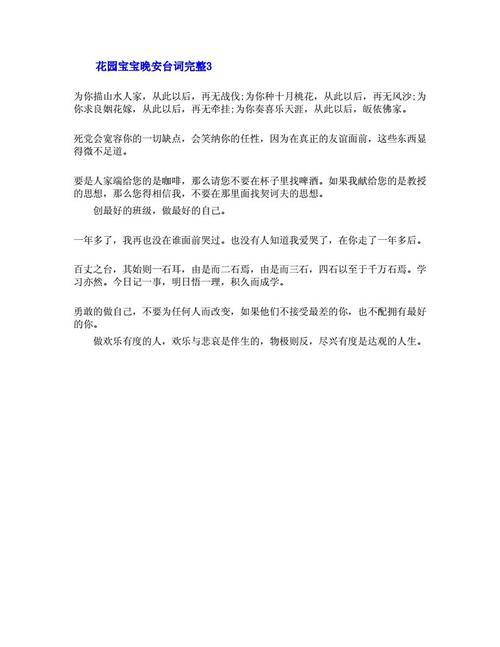 花园宝宝晚安台词完整3
为你描山水人家，从此以后，再无战伐;为你种十月桃花，从此以后，再无风沙;为
你求良姻花嫁，从此以后，再无牵挂;为你奏喜乐天涯，从此以后，皈依佛家。
死党会宽容你的一切缺点，会笑纳你的任性，因为在真正的友谊面前，这些东西显
得微不足道。
要是人家端给您的是咖啡，那么请您不要在杯子里找啤酒。如果我献给您的是教授
的思想，那么您得相信我，不要在那里面找契诃夫的思想。
创最好的班级，做最好的自己。
一年多了，我再也没在谁面前哭过。也没有人知道我爱哭了，在你走了一年多后。
百丈之台，其始则一石耳，由是而二石焉，由是而三石，四石以至于千万石焉。学
习亦然。今日记一事，明日悟一理，积久而成学。
勇敢的做自己，不要为任何人而改变，如果他们不接受最差的你，也不配拥有最好
的你。
做欢乐有度的人，欢乐与悲哀是伴生的，物极则反，尽兴有度是达观的人生。